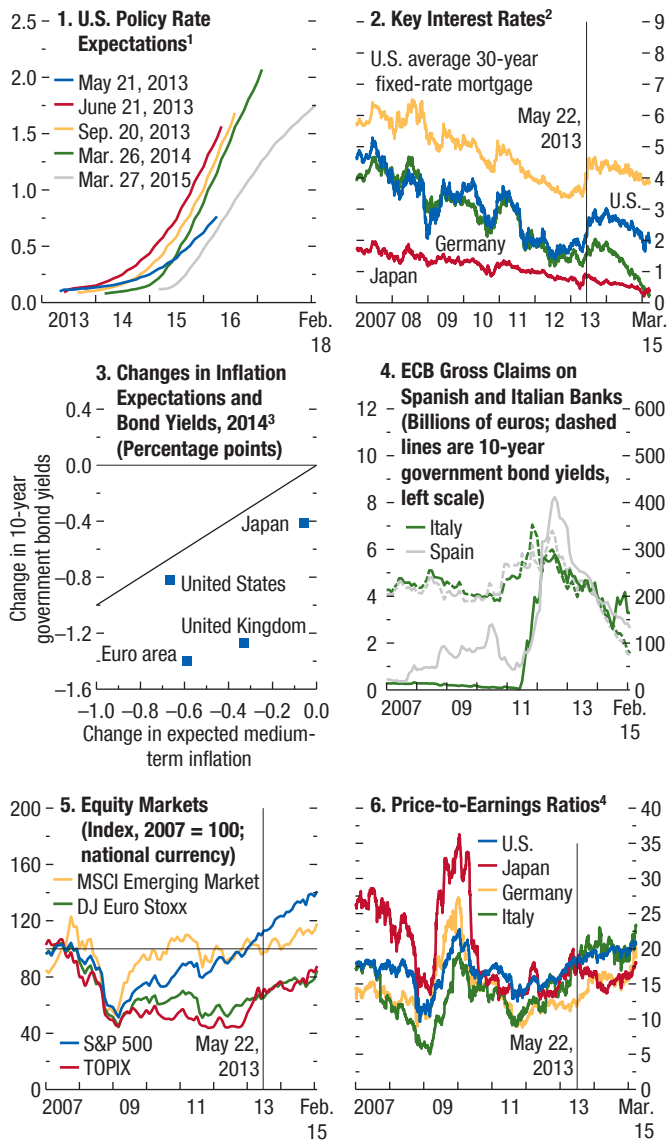 1. U.S. Policy Rate
Expectations¹
2.5
2.0
1.5
1.0
0.5
0.0
May 21, 2013
June 21, 2013
Sep. 20, 2013
Mar. 26, 2014
Mar. 27, 2015
2013 14 15 16 Feb.
18
2. Key Interest Rates²
U.S. average 30-year
fixed-rate mortgage
May 22,
2013
U.S.
Germany
Japan
9
8
7
6
5
4
3
2
1
0
2007 08 09 10 11 12 13 Mar.
15
3. Changes in Inflation
Expectations and
Bond Yields, 2014³
(Percentage points)
Change in 10-year
government bond yields
0.4
0.0
–0.4
–0.8
–1.2
–1.6
Japan
United States
United Kingdom
Euro area
–1.0 –0.8 –0.6 –0.4 –0.2 0.0
Change in expected medium-
term inflation
4. ECB Gross Claims on
Spanish and Italian Banks
(Billions of euros; dashed
lines are 10-year
government bond yields,
left scale)
12
10
8
6
4
2
0
Italy
Spain
600
500
400
300
200
100
0
2007 09 11 13 Feb.
15
5. Equity Markets
(Index, 2007 = 100;
national currency)
200
160
120
80
40
0
MSCI Emerging Market
DJ Euro Stoxx
S&P 500
TOPIX
May 22,
2013
2007 09 11 13 Feb.
15
6. Price-to-Earnings Ratios⁴
U.S.
Japan
Germany
Italy
May 22,
2013
40
35
30
25
20
15
10
5
0
2007 09 11 13 Mar.
15